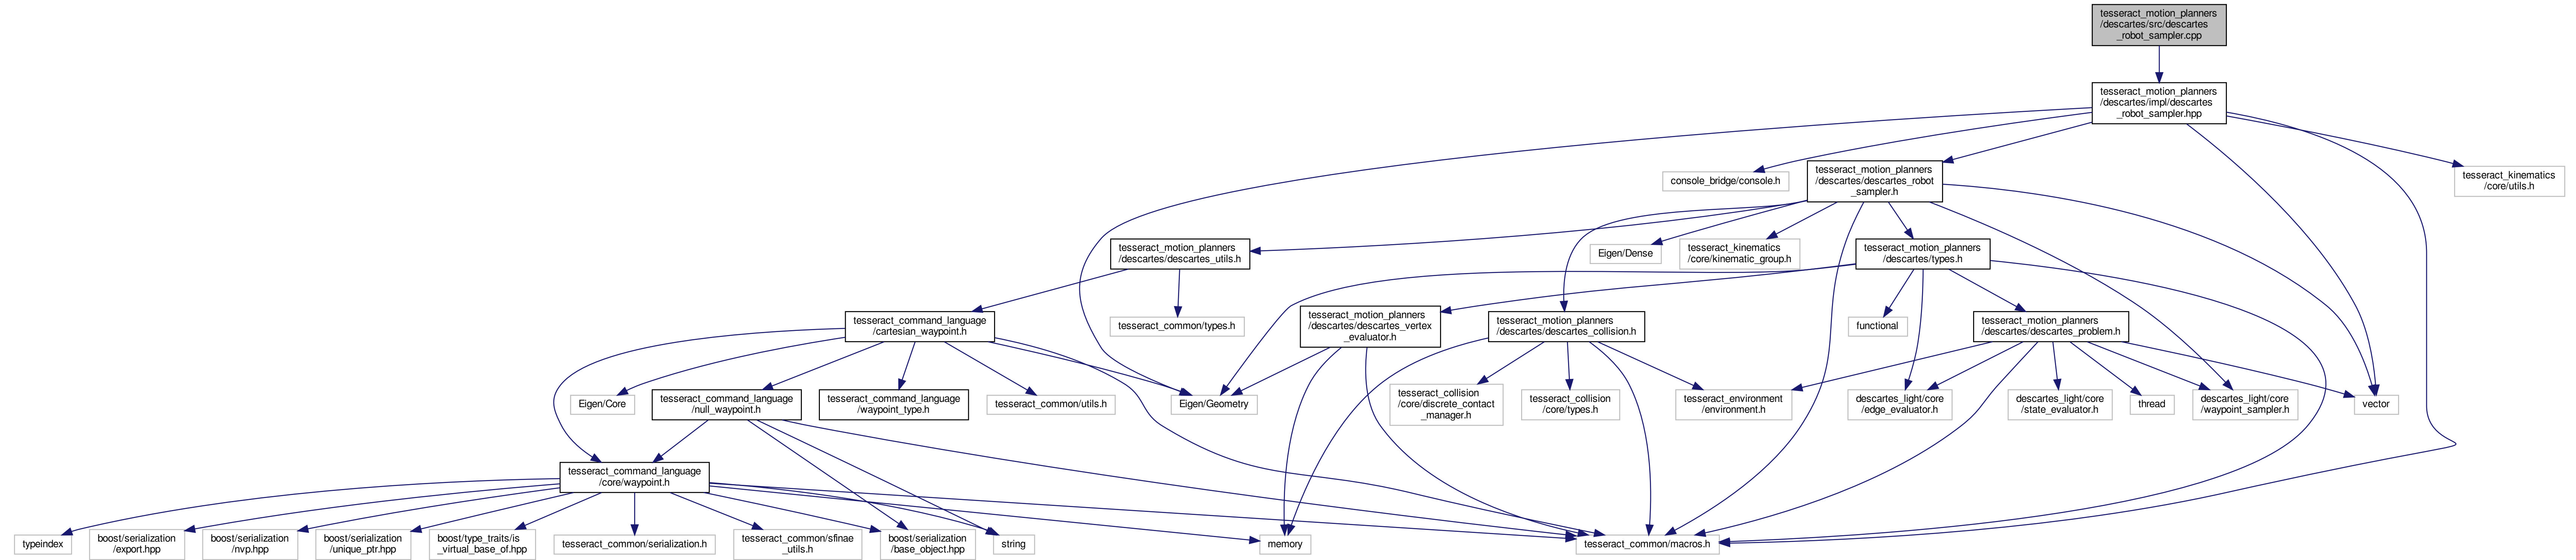 tesseract_motion_planners
/descartes/src/descartes
_robot_sampler.cpp
tesseract_motion_planners
/descartes/impl/descartes
_robot_sampler.hpp
console_bridge/console.h
tesseract_motion_planners
/descartes/descartes_robot
_sampler.h
tesseract_kinematics
/core/utils.h
tesseract_motion_planners
/descartes/descartes_utils.h
Eigen/Dense
tesseract_kinematics
/core/kinematic_group.h
tesseract_motion_planners
/descartes/types.h
tesseract_command_language
/cartesian_waypoint.h
tesseract_common/types.h
tesseract_motion_planners
/descartes/descartes_vertex
_evaluator.h
tesseract_motion_planners
/descartes/descartes_collision.h
functional
tesseract_motion_planners
/descartes/descartes_problem.h
Eigen/Core
tesseract_command_language
/null_waypoint.h
tesseract_command_language
/waypoint_type.h
tesseract_common/utils.h
Eigen/Geometry
tesseract_collision
/core/discrete_contact
_manager.h
tesseract_collision
/core/types.h
tesseract_environment
/environment.h
descartes_light/core
/edge_evaluator.h
descartes_light/core
/state_evaluator.h
thread
descartes_light/core
/waypoint_sampler.h
vector
tesseract_command_language
/core/waypoint.h
typeindex
boost/serialization
/export.hpp
boost/serialization
/nvp.hpp
boost/serialization
/unique_ptr.hpp
boost/type_traits/is
_virtual_base_of.hpp
tesseract_common/serialization.h
tesseract_common/sfinae
_utils.h
boost/serialization
/base_object.hpp
string
memory
tesseract_common/macros.h